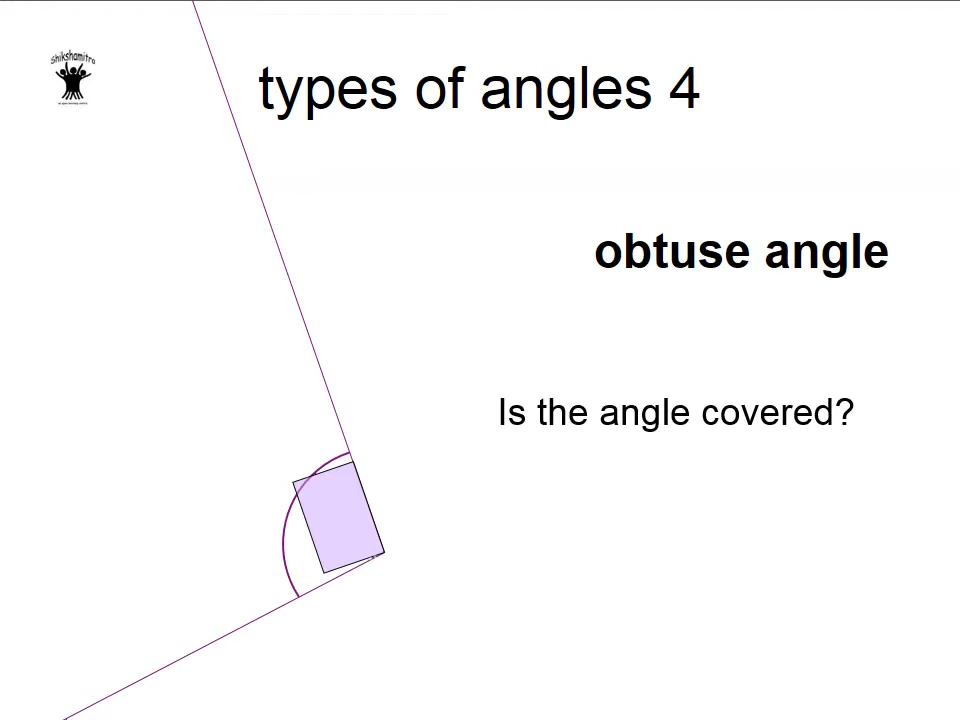 Shikshamitra
types of angles 4
obtuse angle
Is the angle covered?